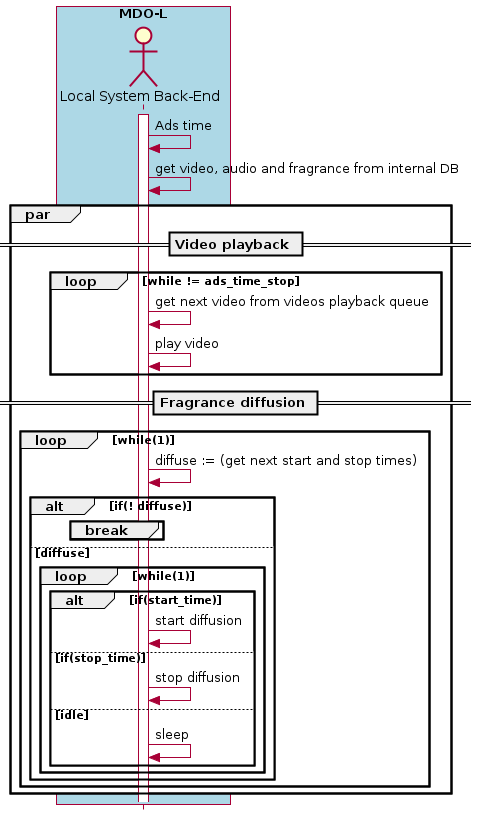 MDO-L
Local System Back-End
Ads time
get video, audio and fragrance from internal DB
par
Video playback
loop [while != ads_time_stop]
get next video from videos playback queue
play video
Fragrance diffusion
loop [while(1)]
diffuse := (get next start and stop times)
alt [if(! diffuse)]
break
[diffuse]
loop [while(1)]
alt [if(start_time)]
start diffusion
[if(stop_time)]
stop diffusion
[idle]
sleep